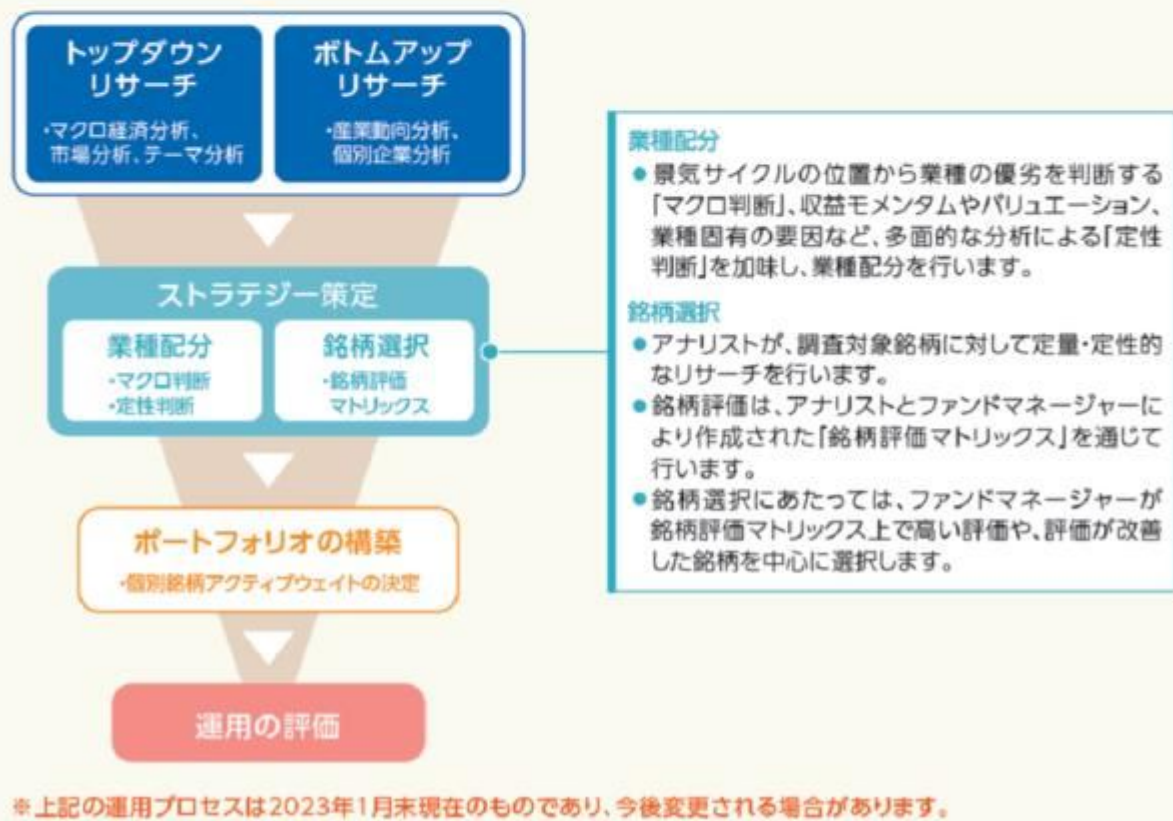 トップダウン
リサーチ
・マクロ経済分析、
市場分析、テーマ分析
ボトムアップ
リサーチ
・産業動向分析、
個別企業分析
ストラテジー策定
業種配分
・マクロ判断
・定性判断
銘柄選択
・銘柄評価
マトリックス
業種配分
●景気サイクルの位置から業種の優劣を判断する
「マクロ判断」、収益モメンタムやバリュエーション、
業種固有の要因など、多面的な分析による「定性
判断」を加味し、業種配分を行います。
銘柄選択
●アナリストが、調査対象銘柄に対して定量・定性的
なリサーチを行います。
●銘柄評価は、アナリストとファンドマネージャーに
より作成された「銘柄評価マトリックス」を通じて
行います。
●銘柄選択にあたっては、ファンドマネージャーが
銘柄評価マトリックス上で高い評価や、評価が改善
した銘柄を中心に選択します。
ポートフォリオの構築
・個別銘柄アクティブウェイトの決定
運用の評価
※上記の運用プロセスは2023年1月末現在のものであり、今後変更される場合があります。